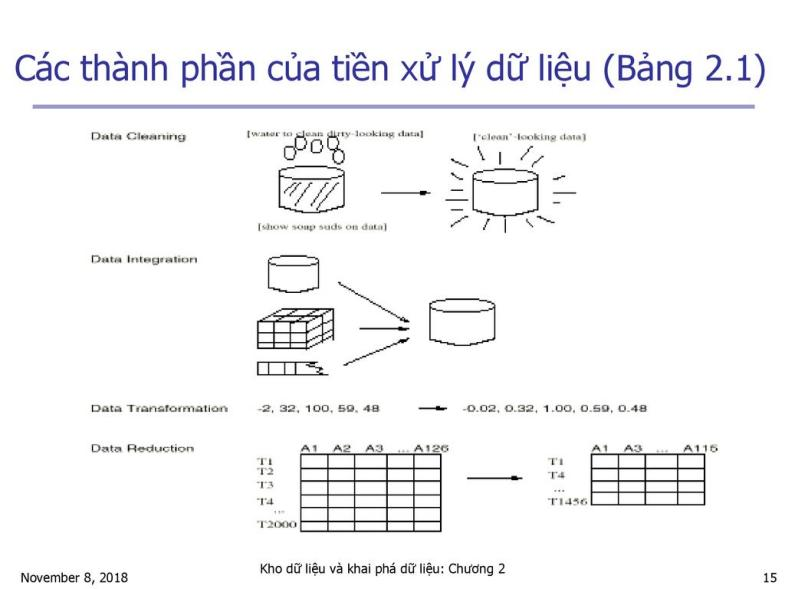 Các thành phần của tiền xử lý dữ liệu (Bảng 2.1)
Data Cleaning
[water to clean dirty-looking data]
['clean'-looking data]
[show soap suds on data]
Data Integration
Data Transformation
-2, 32, 100, 59, 48
-0.02, 0.32, 1.00, 0.59, 0.48
Data Reduction
A1 A2 A3 ... A126
T1
T2
T3
T4
...
T2000
A1 A3 ... A115
T1
T4
...
T1456
November 8, 2018
Kho dữ liệu và khai phá dữ liệu: Chương 2
15